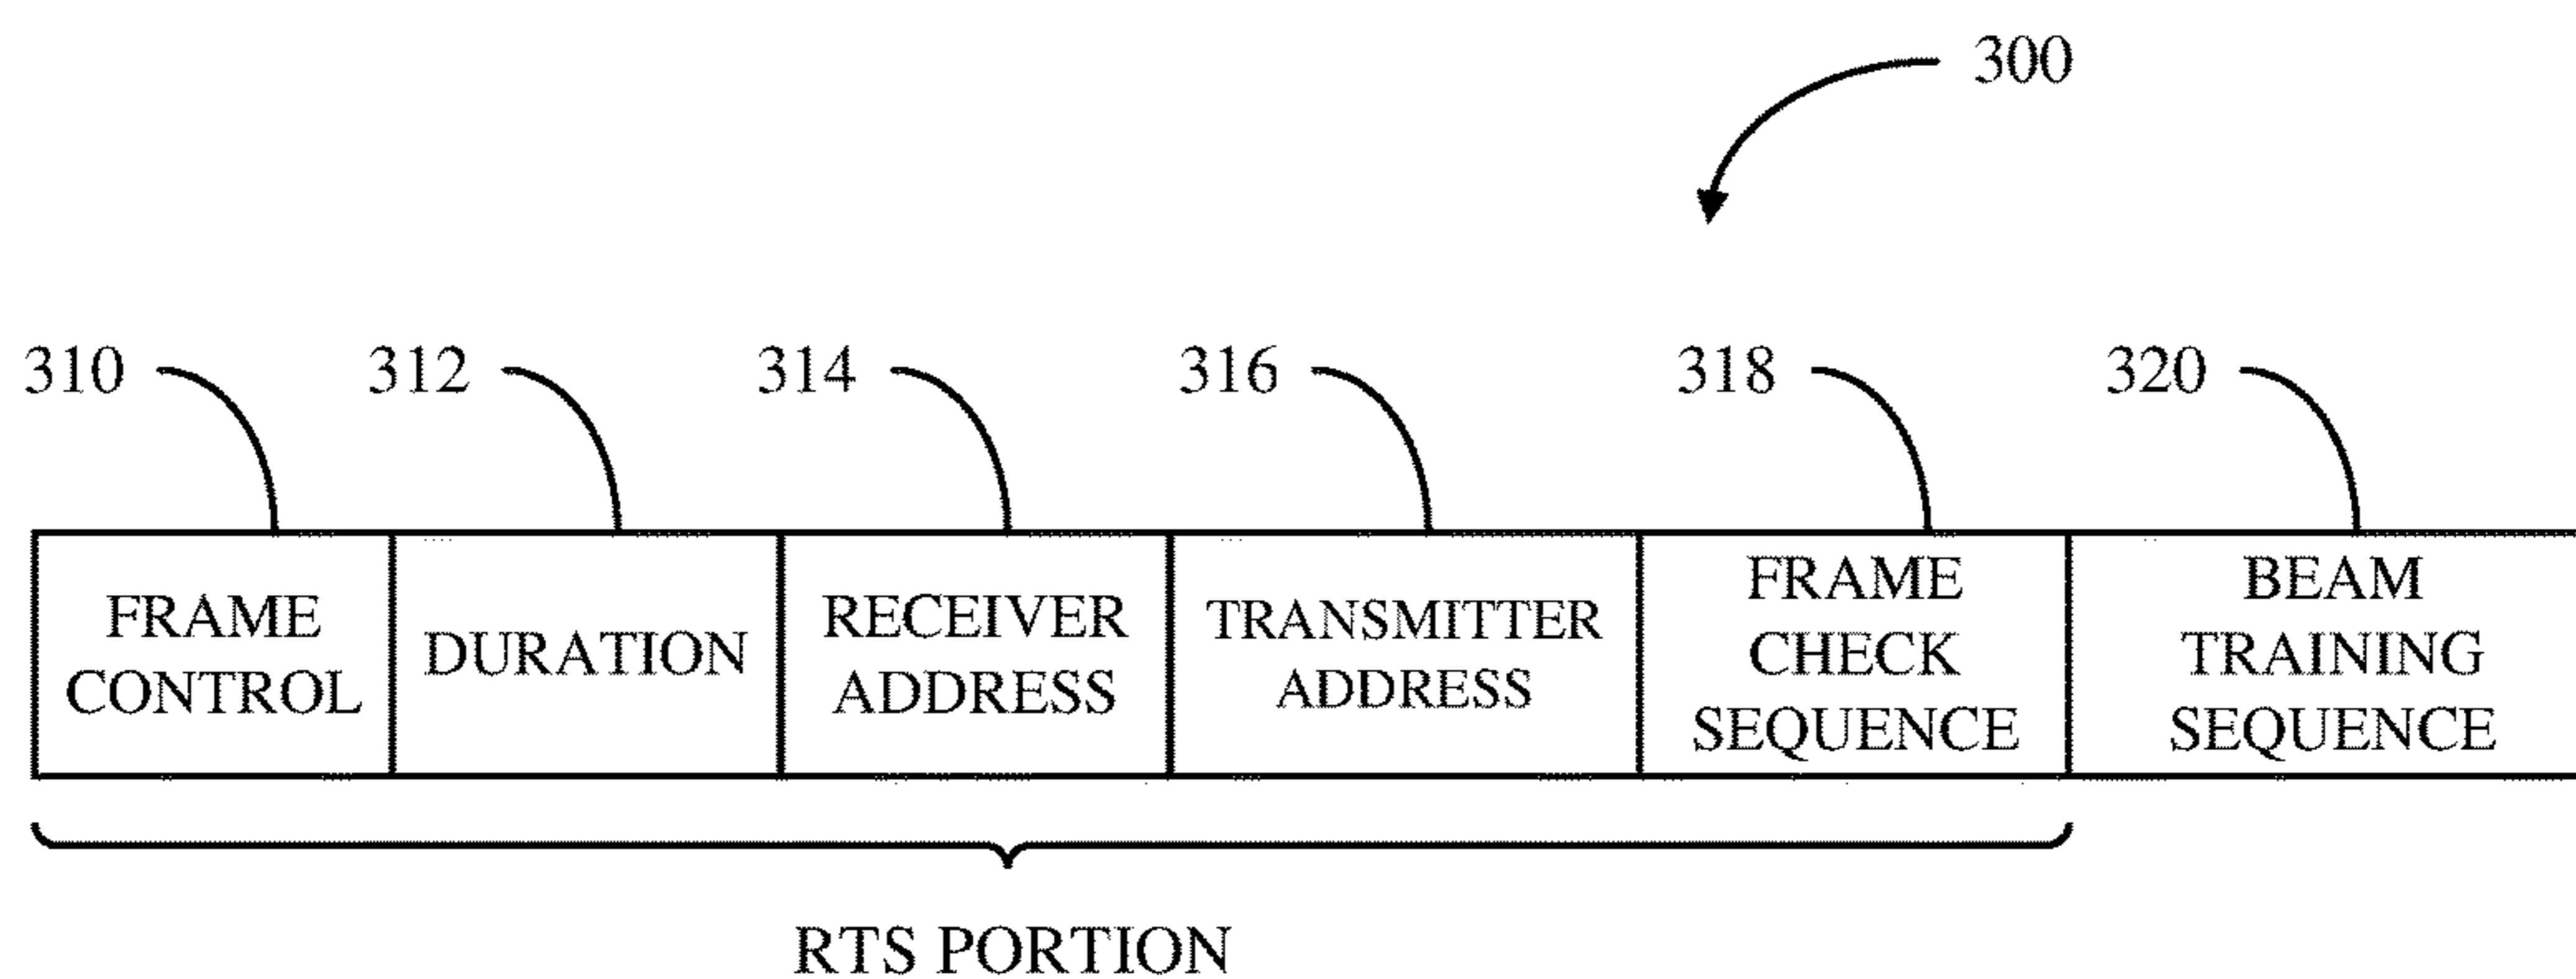 300
310
312
314
316
318
320
FRAME
CONTROL
DURATION
RECEIVER
ADDRESS
TRANSMITTER
ADDRESS
FRAME
CHECK
SEQUENCE
BEAM
TRAINING
SEQUENCE
RTS PORTION